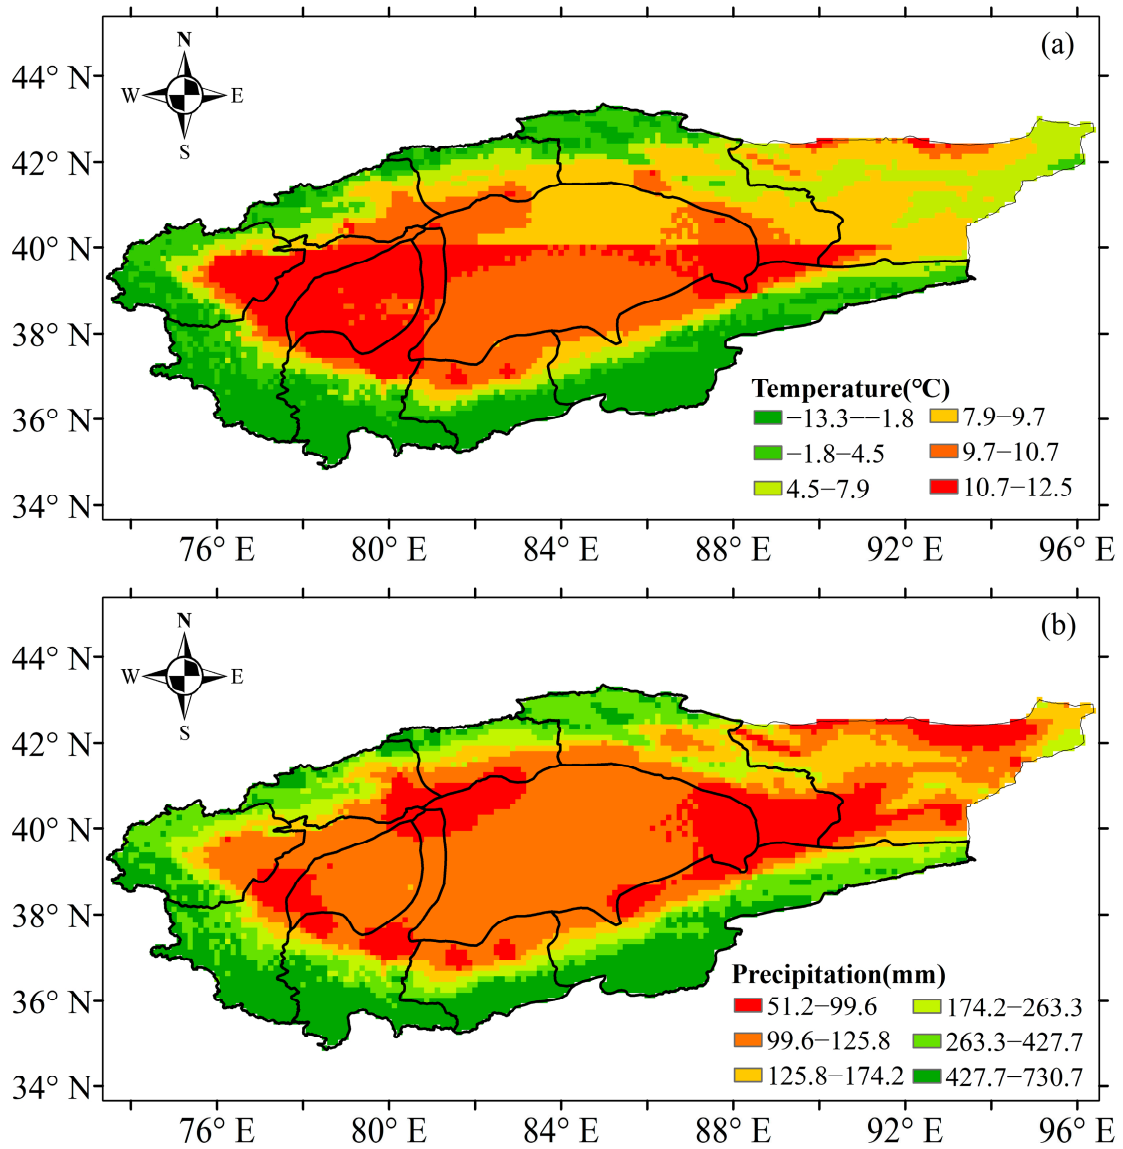 (a)
N
W E
S
44° N
42° N
40° N
38° N
36° N
34° N
Temperature(°C)
−13.3−−1.8 7.9−9.7
−1.8−4.5 9.7−10.7
4.5−7.9 10.7−12.5
76° E 80° E 84° E 88° E 92° E 96° E
(b)
N
W E
S
44° N
42° N
40° N
38° N
36° N
34° N
Precipitation(mm)
51.2−99.6 174.2−263.3
99.6−125.8 263.3−427.7
125.8−174.2 427.7−730.7
76° E 80° E 84° E 88° E 92° E 96° E